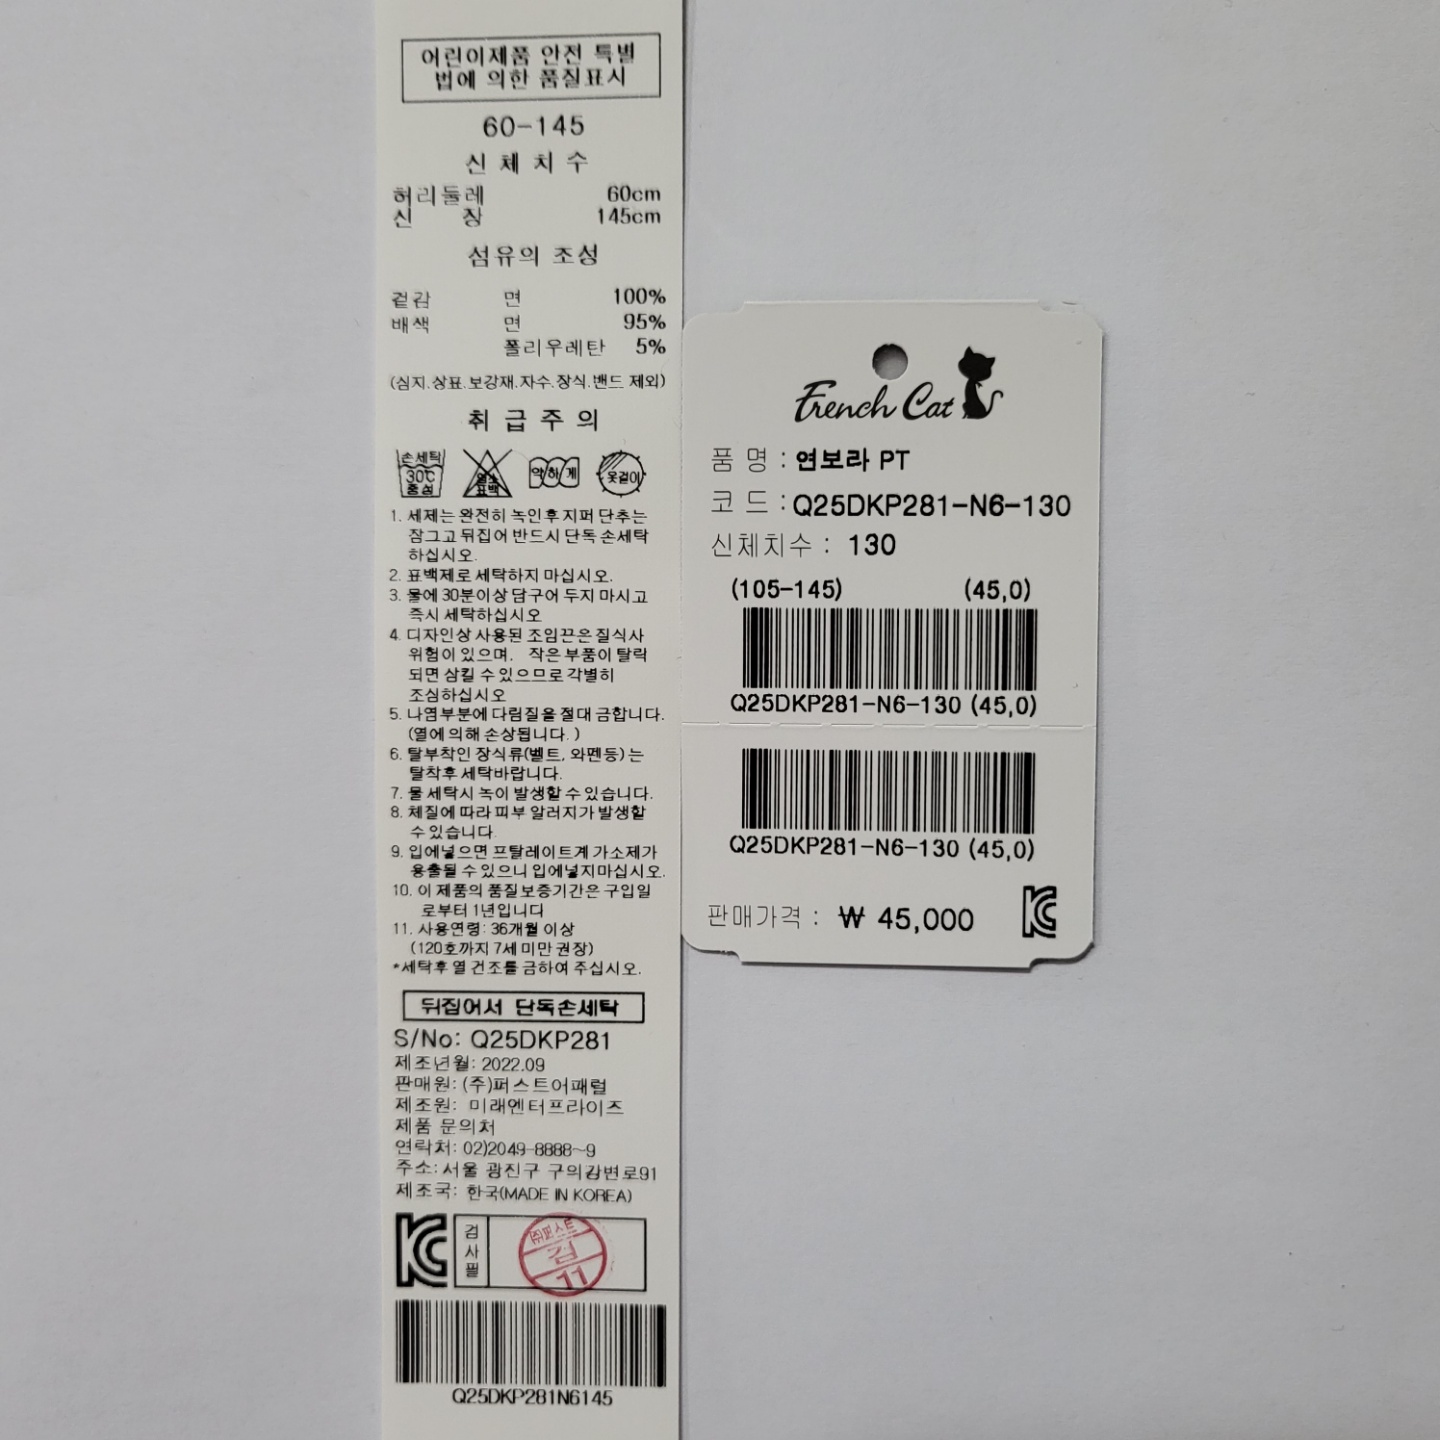 어린이제품 안전 특별
법에 의한 품질표시
60-145
신 체 치 수
허리둘레 60cm
신 장 145cm
섬유의 조성
겉감 면 100%
배색 면 95%
폴리우레탄 5%
(심지.상표.보강재.자수.장식.밴드 제외)
취 급 주 의
손세탁
30℃
중성
염소
표백
약하게
옷걸이
1. 세제는 완전히 녹인후 지퍼 단추는
잠그고 뒤집어 반드시 단독 손세탁
하십시오.
2. 표백제로 세탁하지 마십시오.
3. 물에 30분이상 담구어 두지 마시고
즉시 세탁하십시오
4. 디자인상 사용된 조임끈은 질식사
위험이 있으며, 작은 부품이 탈락
되면 삼킬 수 있으므로 각별히
조심하십시오
5. 나염부분에 다림질을 절대 금합니다.
(열에 의해 손상됩니다.)
6. 탈부착인 장식류(벨트, 와펜등) 는
탈착후 세탁바랍니다.
7. 물 세탁시 녹이 발생할 수 있습니다.
8. 체질에 따라 피부 알러지가 발생할
수 있습니다.
9. 입에넣으면 프탈레이트계 가소제가
용출될 수 있으니 입에넣지마십시오.
10. 이 제품의 품질보증기간은 구입일
로부터 1년입니다
11. 사용연령: 36개월 이상
(120호까지 7세 미만 권장)
*세탁후 열 건조를 금하여 주십시오.
뒤집어서 단독손세탁
S/No: Q25DKP281
제조년월: 2022.09
판매원: (주)퍼스트어패럴
제조원: 미래엔터프라이즈
제품 문의처
연락처: 02)2049-8888~9
주소: 서울 광진구 구의강변로91
제조국: 한국(MADE IN KOREA)
KC
검사필
(주)퍼스트
검
11
Q25DKP281N6145
French Cat
품 명 : 연보라 PT
코 드 : Q25DKP281-N6-130
신체치수 : 130
(105-145) (45,0)
Q25DKP281-N6-130 (45,0)
Q25DKP281-N6-130 (45,0)
판매가격 : ₩ 45,000
KC